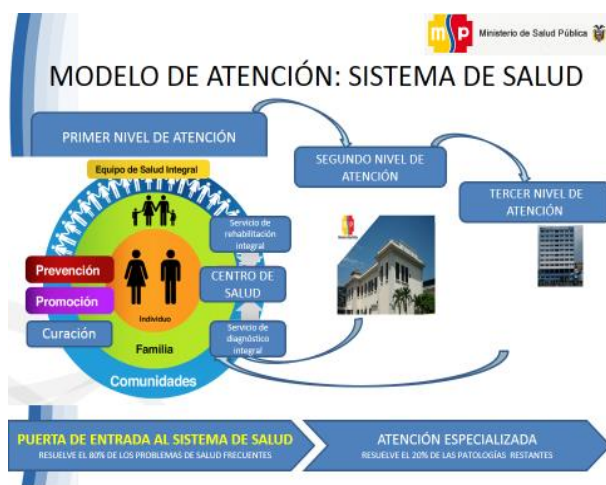 msp Ministerio de Salud Pública
MODELO DE ATENCIÓN: SISTEMA DE SALUD
PRIMER NIVEL DE ATENCIÓN
SEGUNDO NIVEL DE
ATENCIÓN
TERCER NIVEL DE
ATENCIÓN
Equipo de Salud Integral
Servicio de
rehabilitación
integral
Prevención
CENTRO DE
SALUD
Promoción
Curación
Individuo
Servicio de
diagnóstico
integral
Familia
Comunidades
PUERTA DE ENTRADA AL SISTEMA DE SALUD
RESUELVE EL 80% DE LOS PROBLEMAS DE SALUD FRECUENTES
ATENCIÓN ESPECIALIZADA
RESUELVE EL 20% DE LAS PATOLOGÍAS RESTANTES